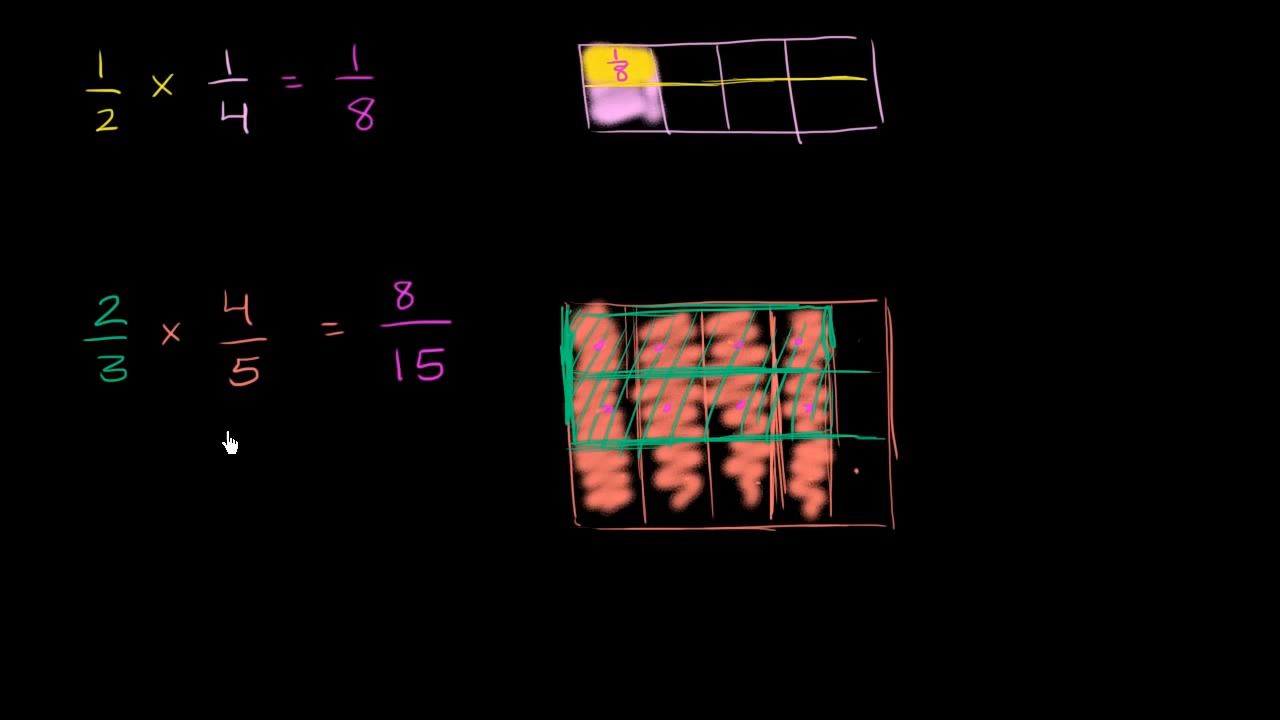 1/2 × 1/4 = 1/8
1/8
2/3 × 4/5 = 8/15